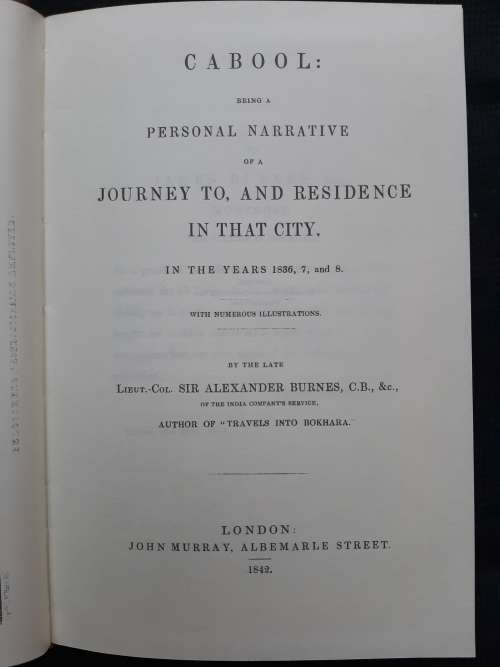 CABOOL:
BEING A
PERSONAL NARRATIVE
OF A
JOURNEY TO, AND RESIDENCE
IN THAT CITY,
IN THE YEARS 1836, 7, and 8.
WITH NUMEROUS ILLUSTRATIONS.
BY THE LATE
LIEUT.-COL. SIR ALEXANDER BURNES, C.B., &c.,
OF THE INDIA COMPANY'S SERVICE,
AUTHOR OF "TRAVELS INTO BOKHARA.
LONDON:
JOHN MURRAY, ALBEMARLE STREET.
1842.